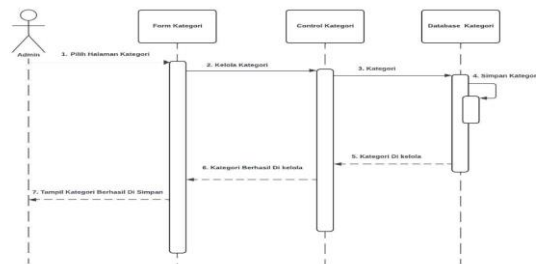 Form Kategori
Control Kategori
Database Kategori
Admin
1. Pilih Halaman Kategori
2. Kelola Kategori
3. Kategori
4. Simpan Kategori
5. Kategori Di kelola
6. Kategori Berhasil Di kelola
7. Tampil Kategori Berhasil Di Simpan